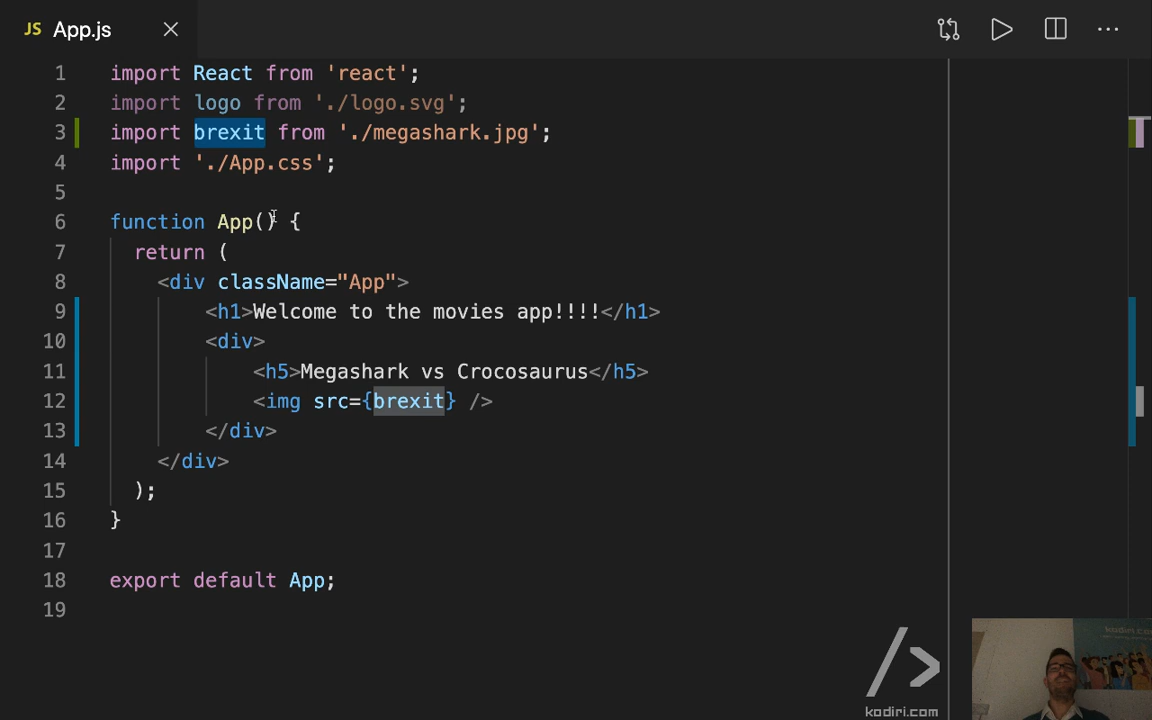 JS App.js
1 import React from 'react';
2 import logo from './logo.svg';
3 import brexit from './megashark.jpg';
4 import './App.css';
5
6 function App() {
7 return (
8 <div className="App">
9 <h1>Welcome to the movies app!!!!</h1>
10 <div>
11 <h5>Megashark vs Crocosaurus</h5>
12 <img src={brexit} />
13 </div>
14 </div>
15 );
16 }
17
18 export default App;
19
/>
kodiri.com